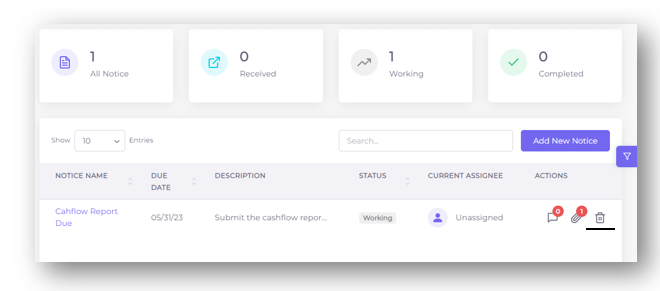 1
All Notice
0
Received
1
Working
0
Completed
Show 10 Entries
Search...
Add New Notice
NOTICE NAME DUE DATE DESCRIPTION STATUS CURRENT ASSIGNEE ACTIONS
Cahflow Report Due 05/31/23 Submit the cashflow repor... Working Unassigned 0 1